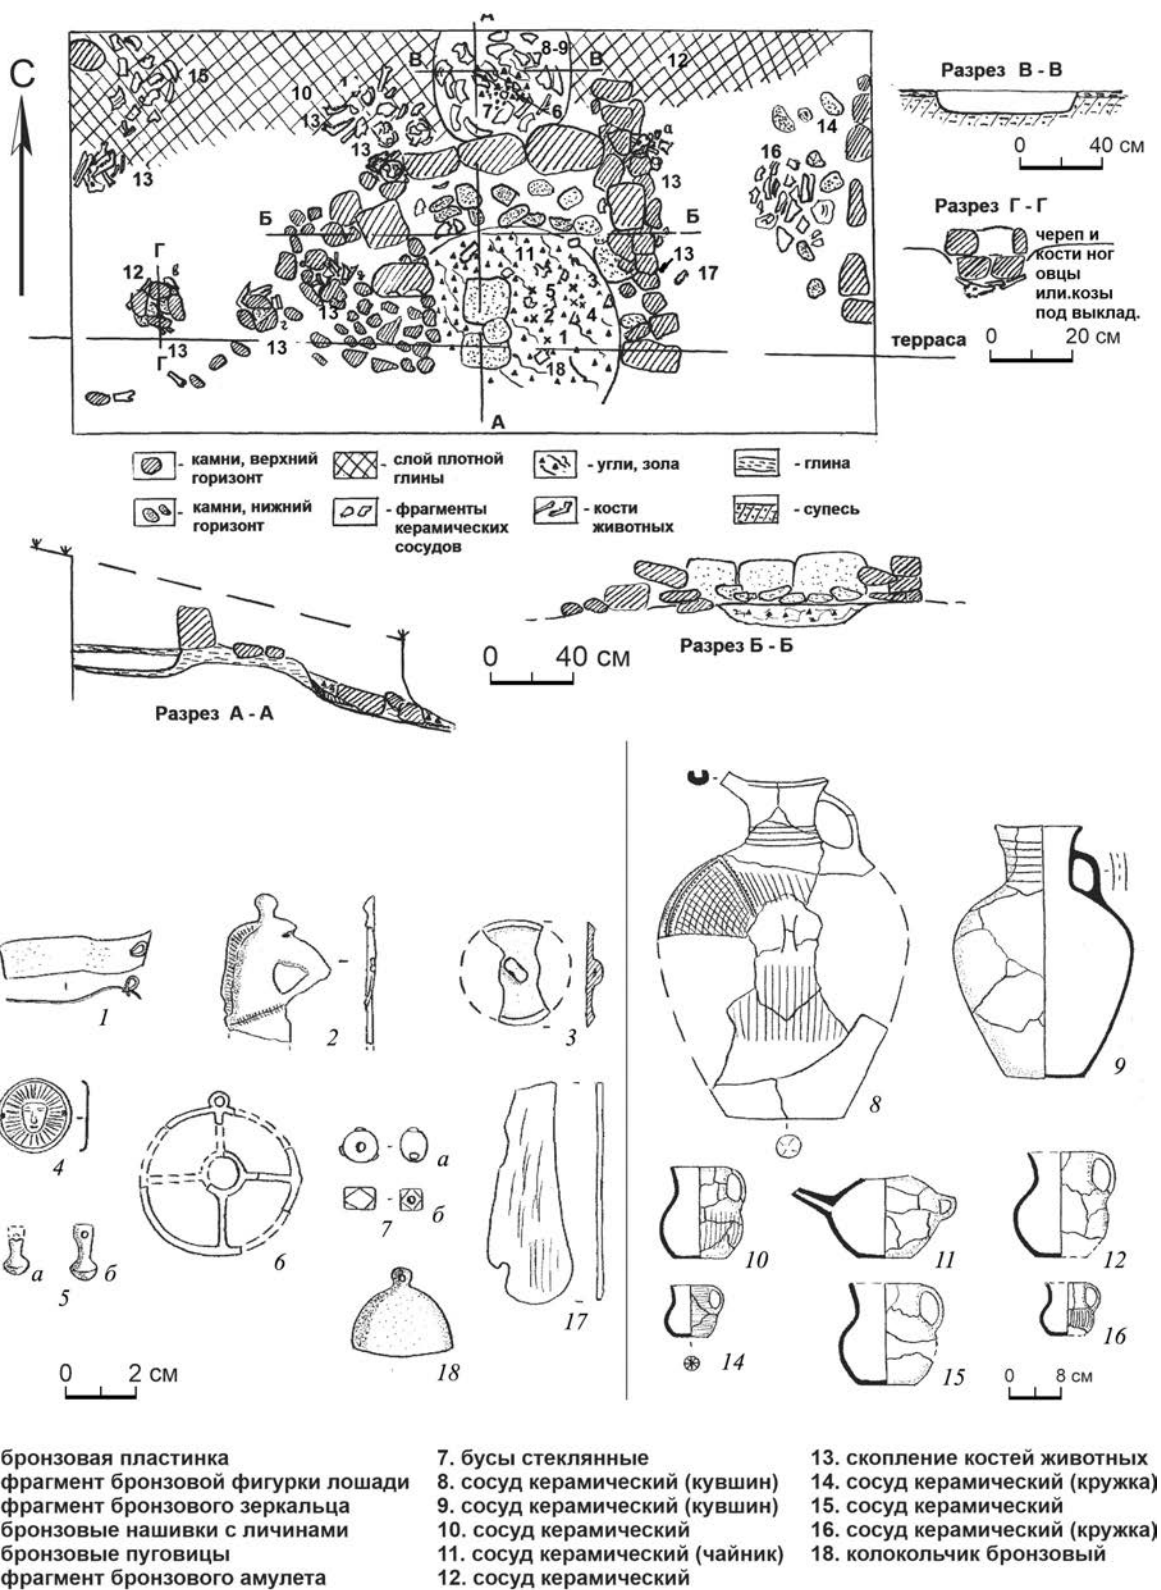 А
С
15
10
В
8-9
В
12
7
6
13
13
13
а
14
16
13
Б
Б
Г
12
в
11
3
13
17
5
2
4
13
1
13
г
13
Г
18
А
терраса
Разрез В - В
0 40 см
Разрез Г - Г
череп и
кости ног
овцы
или.козы
под выклад.
0 20 см
- камни, верхний
горизонт
- слой плотной
глины
- угли, зола
- глина
- камни, нижний
горизонт
- фрагменты
керамических
сосудов
- кости
животных
- супесь
Разрез А - А
0 40 см
Разрез Б - Б
1
2
3
8
9
4
5
а
б
6
7
а
б
17
18
10
11
12
14
15
16
0 2 см
0 8 см
бронзовая пластинка
фрагмент бронзовой фигурки лошади
фрагмент бронзового зеркальца
бронзовые нашивки с личинами
бронзовые пуговицы
фрагмент бронзового амулета
7. бусы стеклянные
8. сосуд керамический (кувшин)
9. сосуд керамический (кувшин)
10. сосуд керамический
11. сосуд керамический (чайник)
12. сосуд керамический
13. скопление костей животных
14. сосуд керамический (кружка)
15. сосуд керамический
16. сосуд керамический (кружка)
18. колокольчик бронзовый